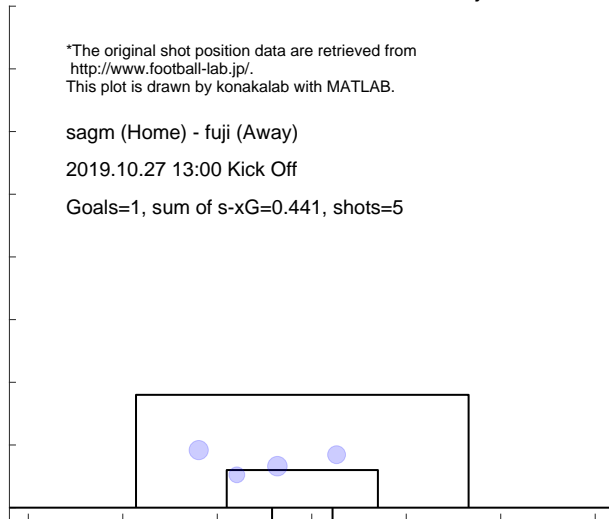 *The original shot position data are retrieved from
http://www.football-lab.jp/.
This plot is drawn by konakalab with MATLAB.
sagm (Home) - fuji (Away)
2019.10.27 13:00 Kick Off
Goals=1, sum of s-xG=0.441, shots=5